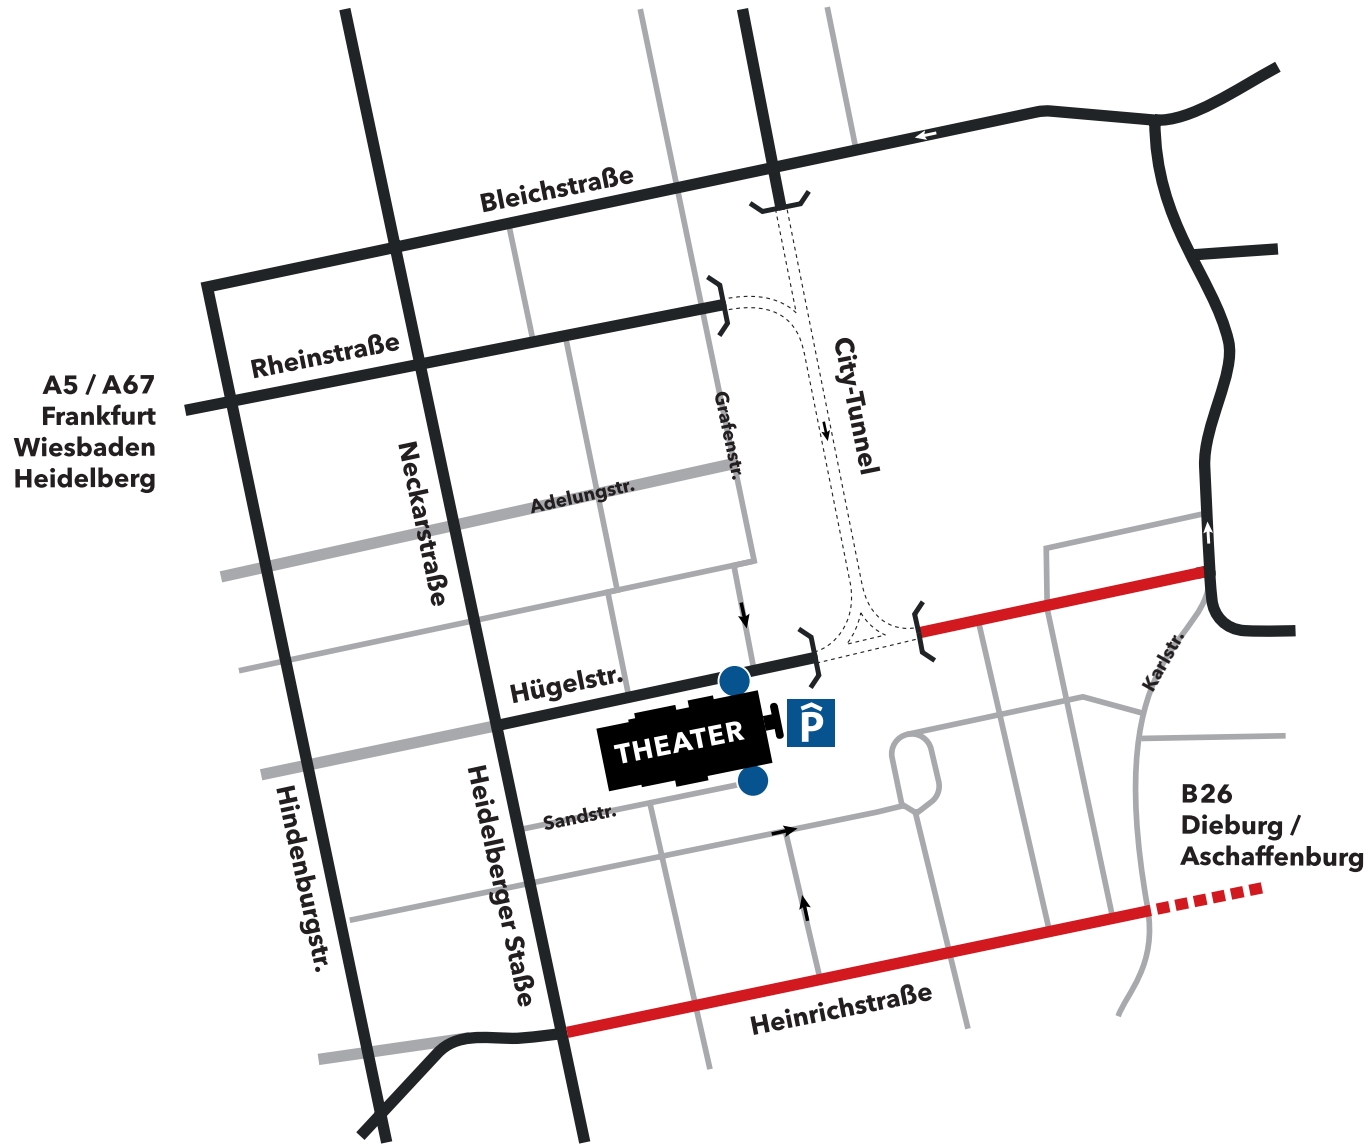 Bleichstraße
Rheinstraße
A5 / A67
Frankfurt
Wiesbaden
Heidelberg
City-Tunnel
Grafenstr.
Neckarstraße
Adelungstr.
Hügelstr.
Karlstr.
THEATER
P
Heidelberger Staße
Hindenburgstr.
Sandstr.
B26
Dieburg /
Aschaffenburg
Heinrichstraße